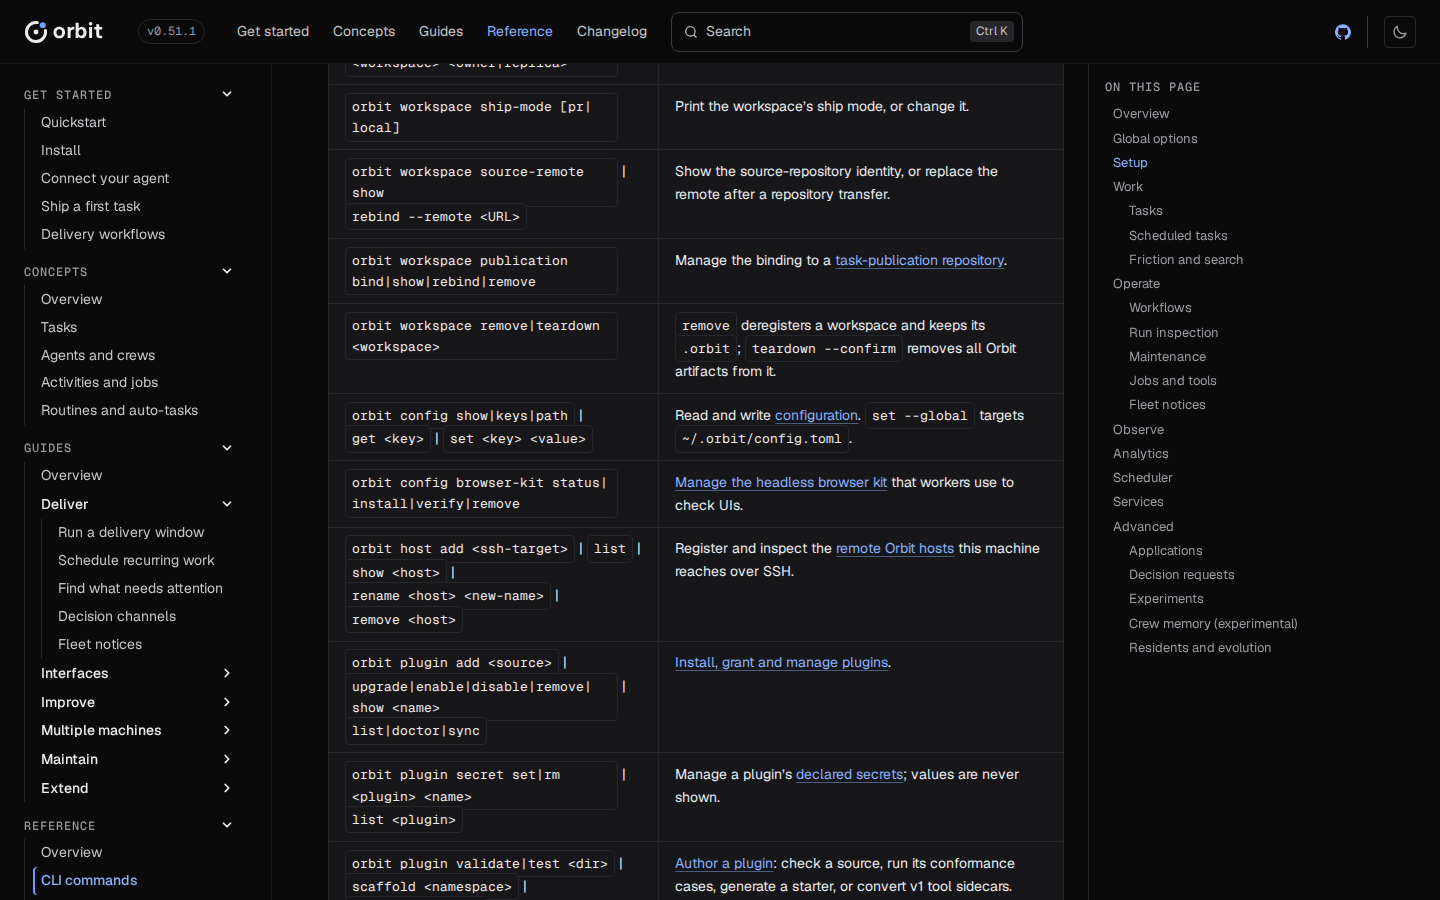 orbit
v0.51.1
Get started
Concepts
Guides
Reference
Changelog
Search
Ctrl K
GET STARTED
Quickstart
Install
Connect your agent
Ship a first task
Delivery workflows
CONCEPTS
Overview
Tasks
Agents and crews
Activities and jobs
Routines and auto-tasks
GUIDES
Overview
Deliver
Run a delivery window
Schedule recurring work
Find what needs attention
Decision channels
Fleet notices
Interfaces
Improve
Multiple machines
Maintain
Extend
REFERENCE
Overview
CLI commands
<workspace> <owner|replica>
orbit workspace ship-mode [pr|
local]
Print the workspace's ship mode, or change it.
orbit workspace source-remote |
show
rebind --remote <URL>
Show the source-repository identity, or replace the
remote after a repository transfer.
orbit workspace publication
bind|show|rebind|remove
Manage the binding to a task-publication repository.
orbit workspace remove|teardown
<workspace>
remove deregisters a workspace and keeps its
.orbit; teardown --confirm removes all Orbit
artifacts from it.
orbit config show|keys|path |
get <key> | set <key> <value>
Read and write configuration. set --global targets
~/.orbit/config.toml.
orbit config browser-kit status|
install|verify|remove
Manage the headless browser kit that workers use to
check UIs.
orbit host add <ssh-target> | list |
show <host> |
rename <host> <new-name> |
remove <host>
Register and inspect the remote Orbit hosts this machine
reaches over SSH.
orbit plugin add <source> |
upgrade|enable|disable|remove| |
show <name>
list|doctor|sync
Install, grant and manage plugins.
orbit plugin secret set|rm |
<plugin> <name>
list <plugin>
Manage a plugin's declared secrets; values are never
shown.
orbit plugin validate|test <dir> |
scaffold <namespace> |
Author a plugin: check a source, run its conformance
cases, generate a starter, or convert v1 tool sidecars.
ON THIS PAGE
Overview
Global options
Setup
Work
Tasks
Scheduled tasks
Friction and search
Operate
Workflows
Run inspection
Maintenance
Jobs and tools
Fleet notices
Observe
Analytics
Scheduler
Services
Advanced
Applications
Decision requests
Experiments
Crew memory (experimental)
Residents and evolution